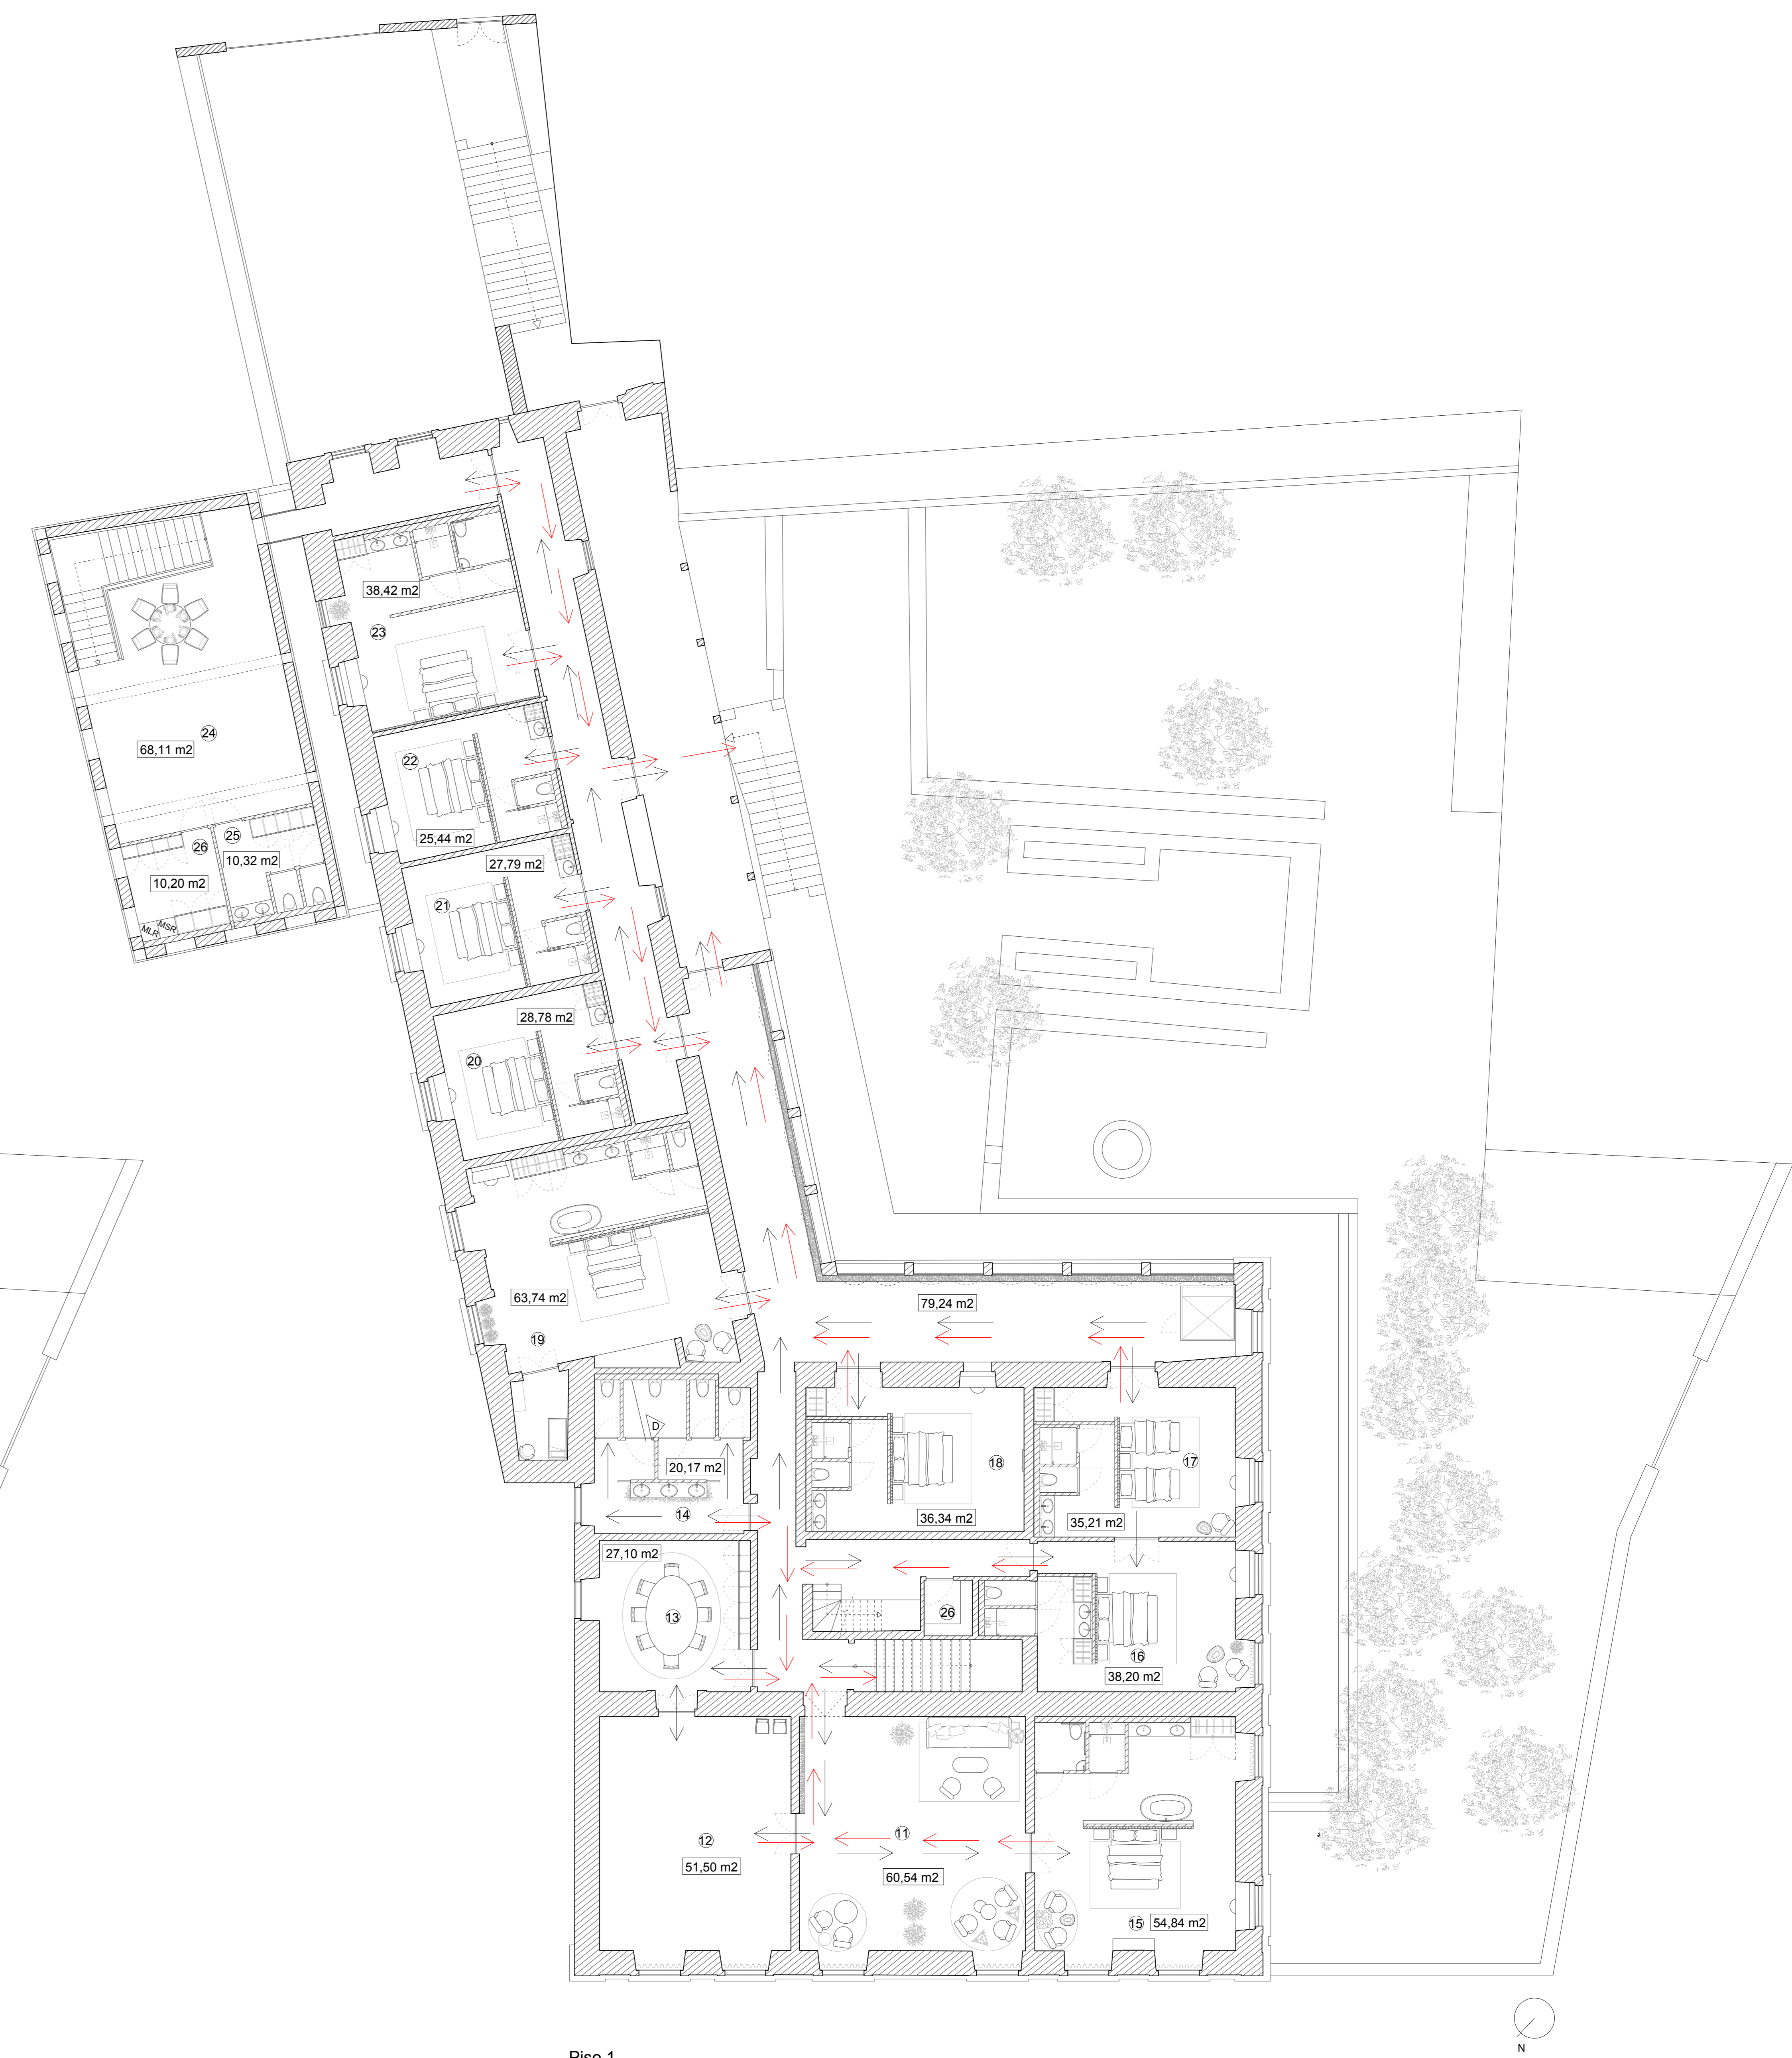 38,42 m2
23
24
68,11 m2
22
25,44 m2
25
26
10,32 m2
27,79 m2
10,20 m2
21
MLR
MSR
28,78 m2
20
63,74 m2
79,24 m2
19
D
20,17 m2
18
17
14
36,34 m2
35,21 m2
27,10 m2
13
26
16
38,20 m2
11
12
51,50 m2
60,54 m2
15
54,84 m2
N
Piso 1